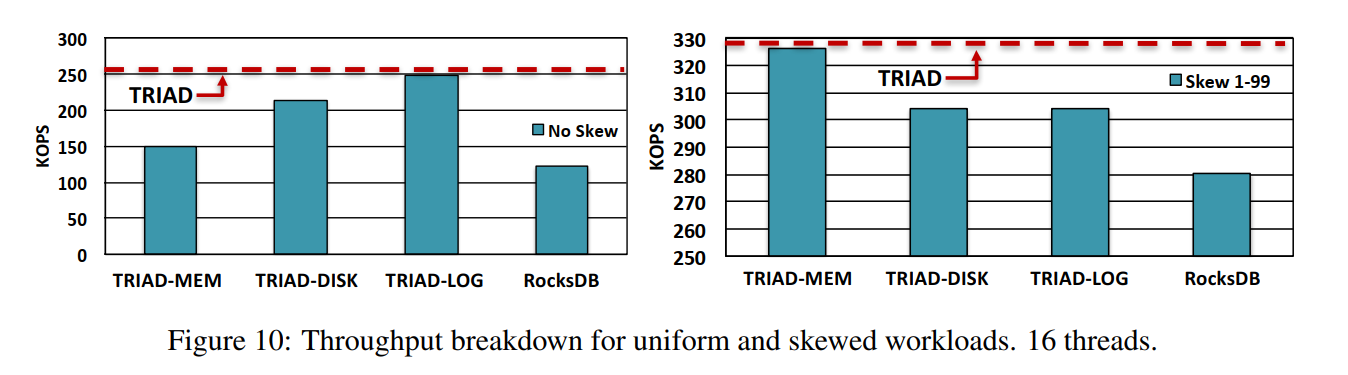 300
250
200
150
100
50
0
KOPS
TRIAD
No Skew
TRIAD-MEM TRIAD-DISK TRIAD-LOG RocksDB
330
320
310
300
290
280
270
260
250
KOPS
TRIAD
Skew 1-99
TRIAD-MEM TRIAD-DISK TRIAD-LOG RocksDB
Figure 10: Throughput breakdown for uniform and skewed workloads. 16 threads.